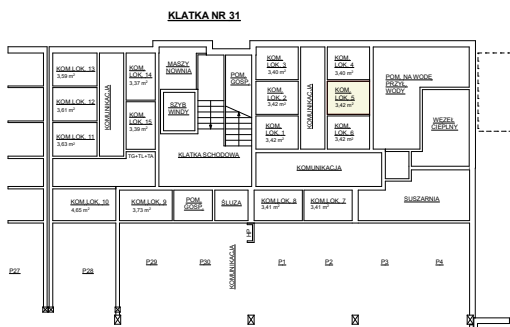 KLATKA NR 31
KOM.LOK. 13
3,59 m²
KOM.LOK. 12
3,61 m²
KOM.LOK. 11
3,63 m²
KOMUNIKACJA
KOM.
LOK. 14
3,37 m²
KOM.
LOK. 15
3,39 m²
TG+TL+TA
MASZY
NOWNIA
SZYB
WINDY
POM.
GOSP.
KLATKA SCHODOWA
KOM.
LOK. 3
3,40 m²
KOM.
LOK. 2
3,42 m²
KOM.
LOK. 1
3,42 m²
KOMUNIKACJA
KOM.
LOK. 4
3,40 m²
KOM.
LOK. 5
3,42 m²
KOM.
LOK. 6
3,42 m²
POM. NA WODE
PRZYŁ.
WODY
WĘZEŁ
CIEPLNY
KOMUNIKACJA
KOM.LOK. 10
4,65 m²
KOM.LOK. 9
3,73 m²
POM.
GOSP.
ŚLUZA
KOM.LOK. 8
3,41 m²
KOM.LOK. 7
3,41 m²
SUSZARNIA
HP
KOMUNIKACJA
P27
P28
P29
P30
P1
P2
P3
P4